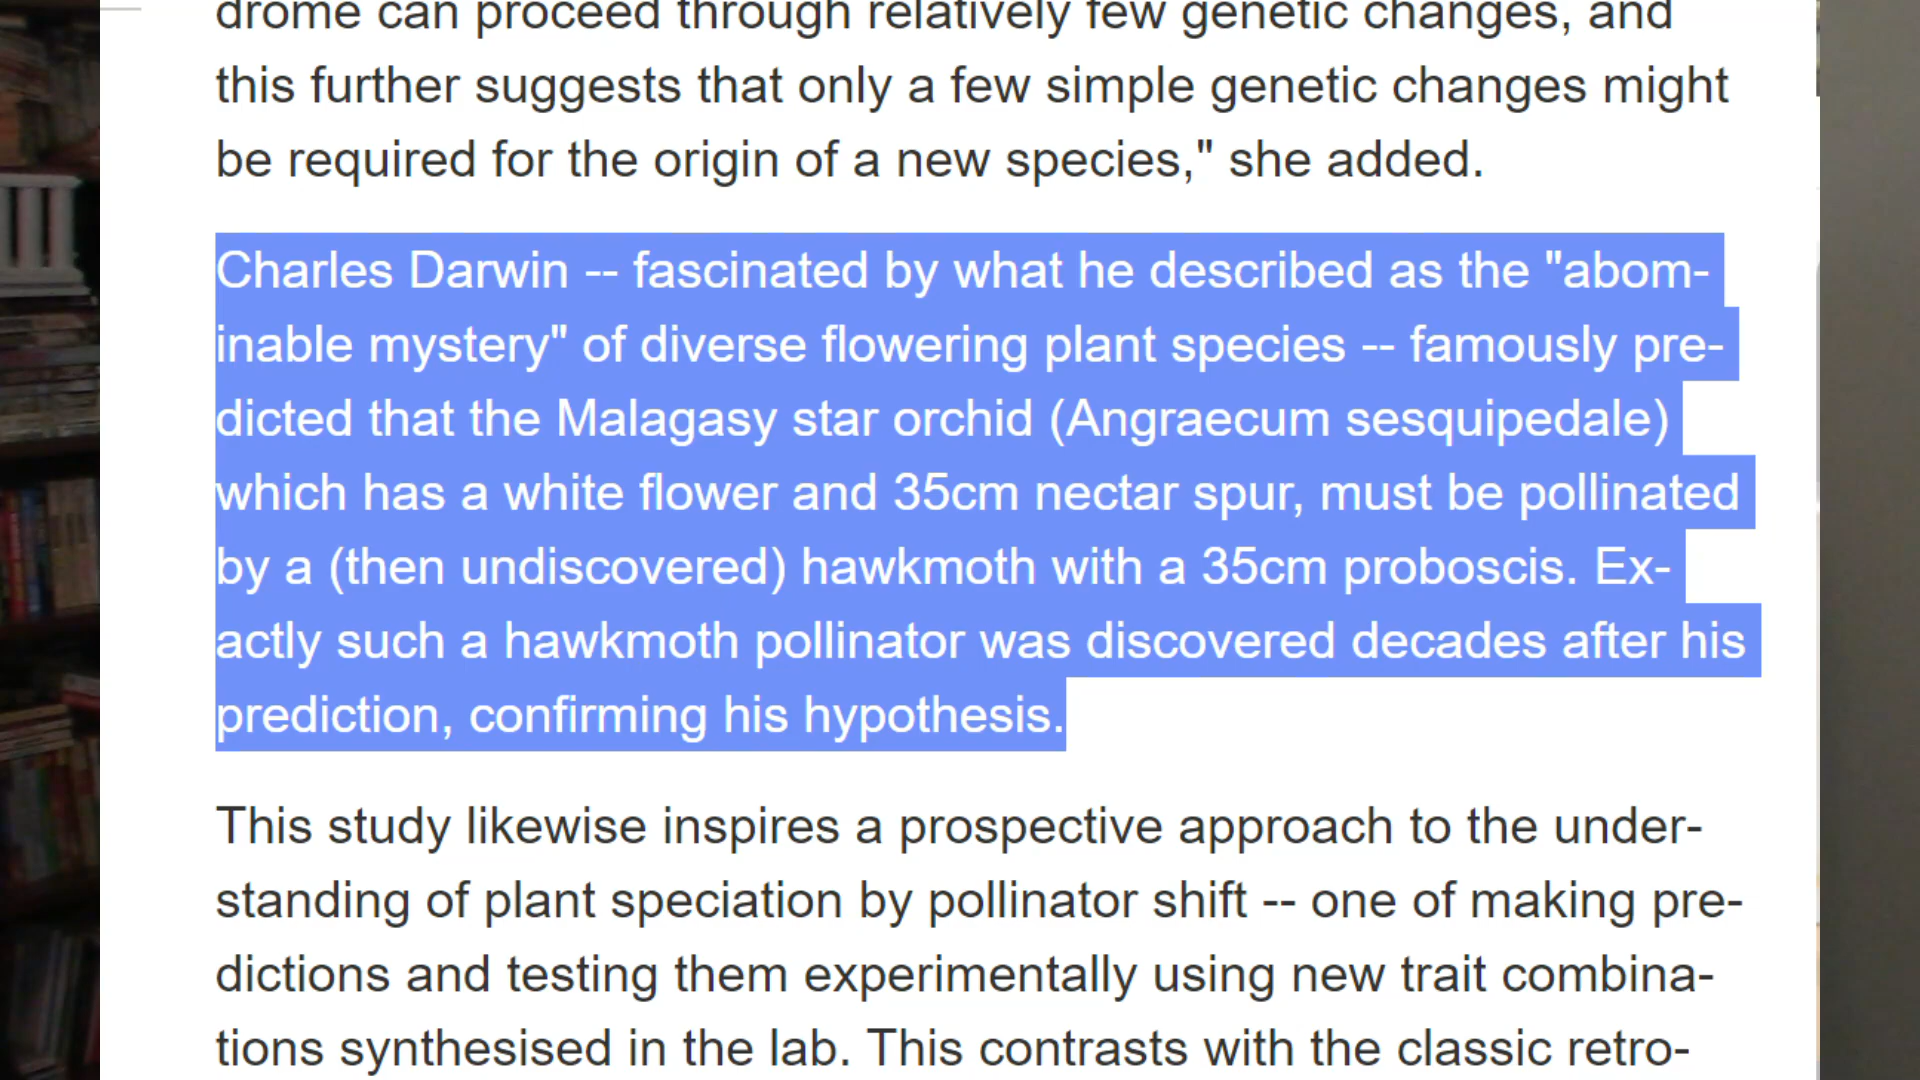 drome can proceed through relatively few genetic changes, and
this further suggests that only a few simple genetic changes might
be required for the origin of a new species," she added.
Charles Darwin -- fascinated by what he described as the "abom-
inable mystery" of diverse flowering plant species -- famously pre-
dicted that the Malagasy star orchid (Angraecum sesquipedale)
which has a white flower and 35cm nectar spur, must be pollinated
by a (then undiscovered) hawkmoth with a 35cm proboscis. Ex-
actly such a hawkmoth pollinator was discovered decades after his
prediction, confirming his hypothesis.
This study likewise inspires a prospective approach to the under-
standing of plant speciation by pollinator shift -- one of making pre-
dictions and testing them experimentally using new trait combina-
tions synthesised in the lab. This contrasts with the classic retro-